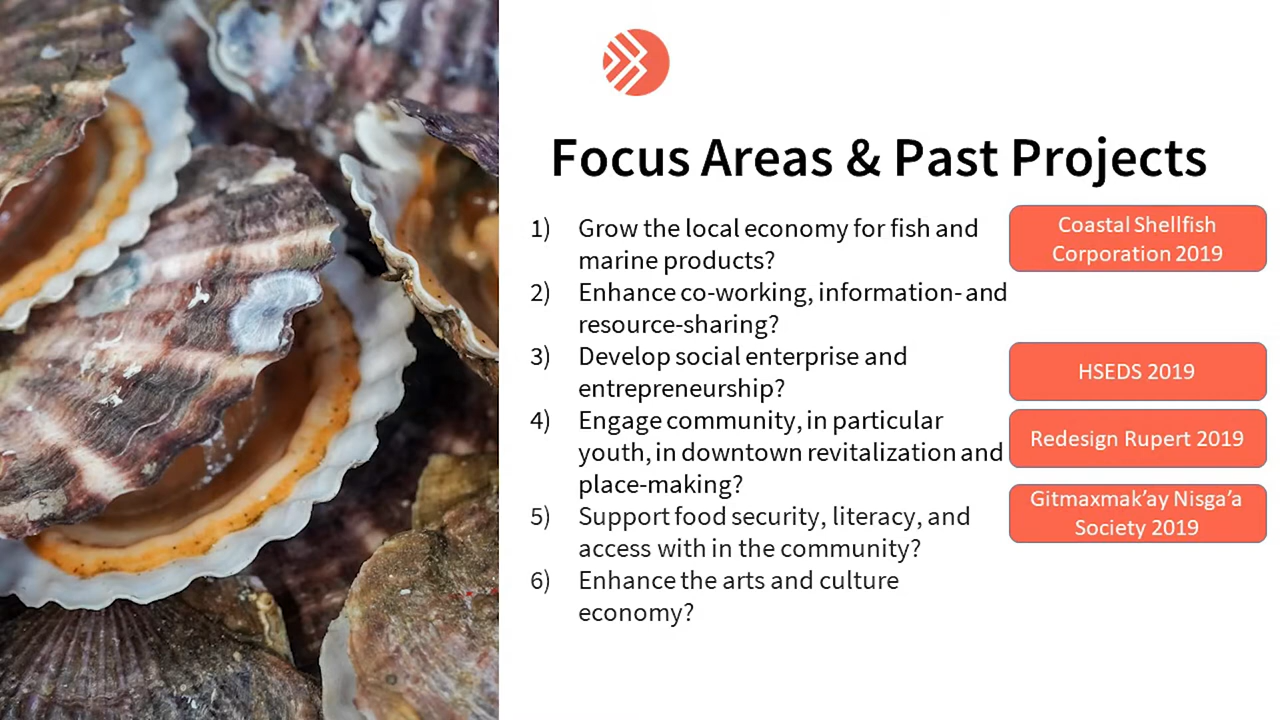 Focus Areas & Past Projects
1) Grow the local economy for fish and
marine products?
Coastal Shellfish
Corporation 2019
2) Enhance co-working, information- and
resource-sharing?
3) Develop social enterprise and
entrepreneurship?
HSEDS 2019
4) Engage community, in particular
youth, in downtown revitalization and
place-making?
Redesign Rupert 2019
5) Support food security, literacy, and
access with in the community?
Gitmaxmak’ay Nisga’a
Society 2019
6) Enhance the arts and culture
economy?